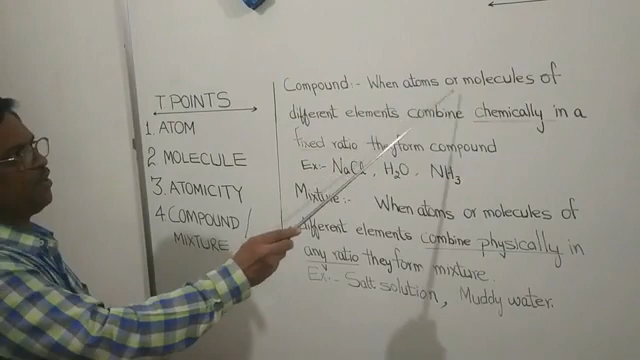 T POINTS
1. ATOM
2 MOLECULE
3. ATOMICITY
4 COMPOUND /
MIXTURE
Compound:- When atoms or molecules of
different elements combine chemically in a
fixed ratio they form compound
Ex:- NaCl, H₂O, NH₃
Mixture:- When atoms or molecules of
different elements combine physically in
any ratio they form mixture.
Ex:- Salt solution, Muddy water.